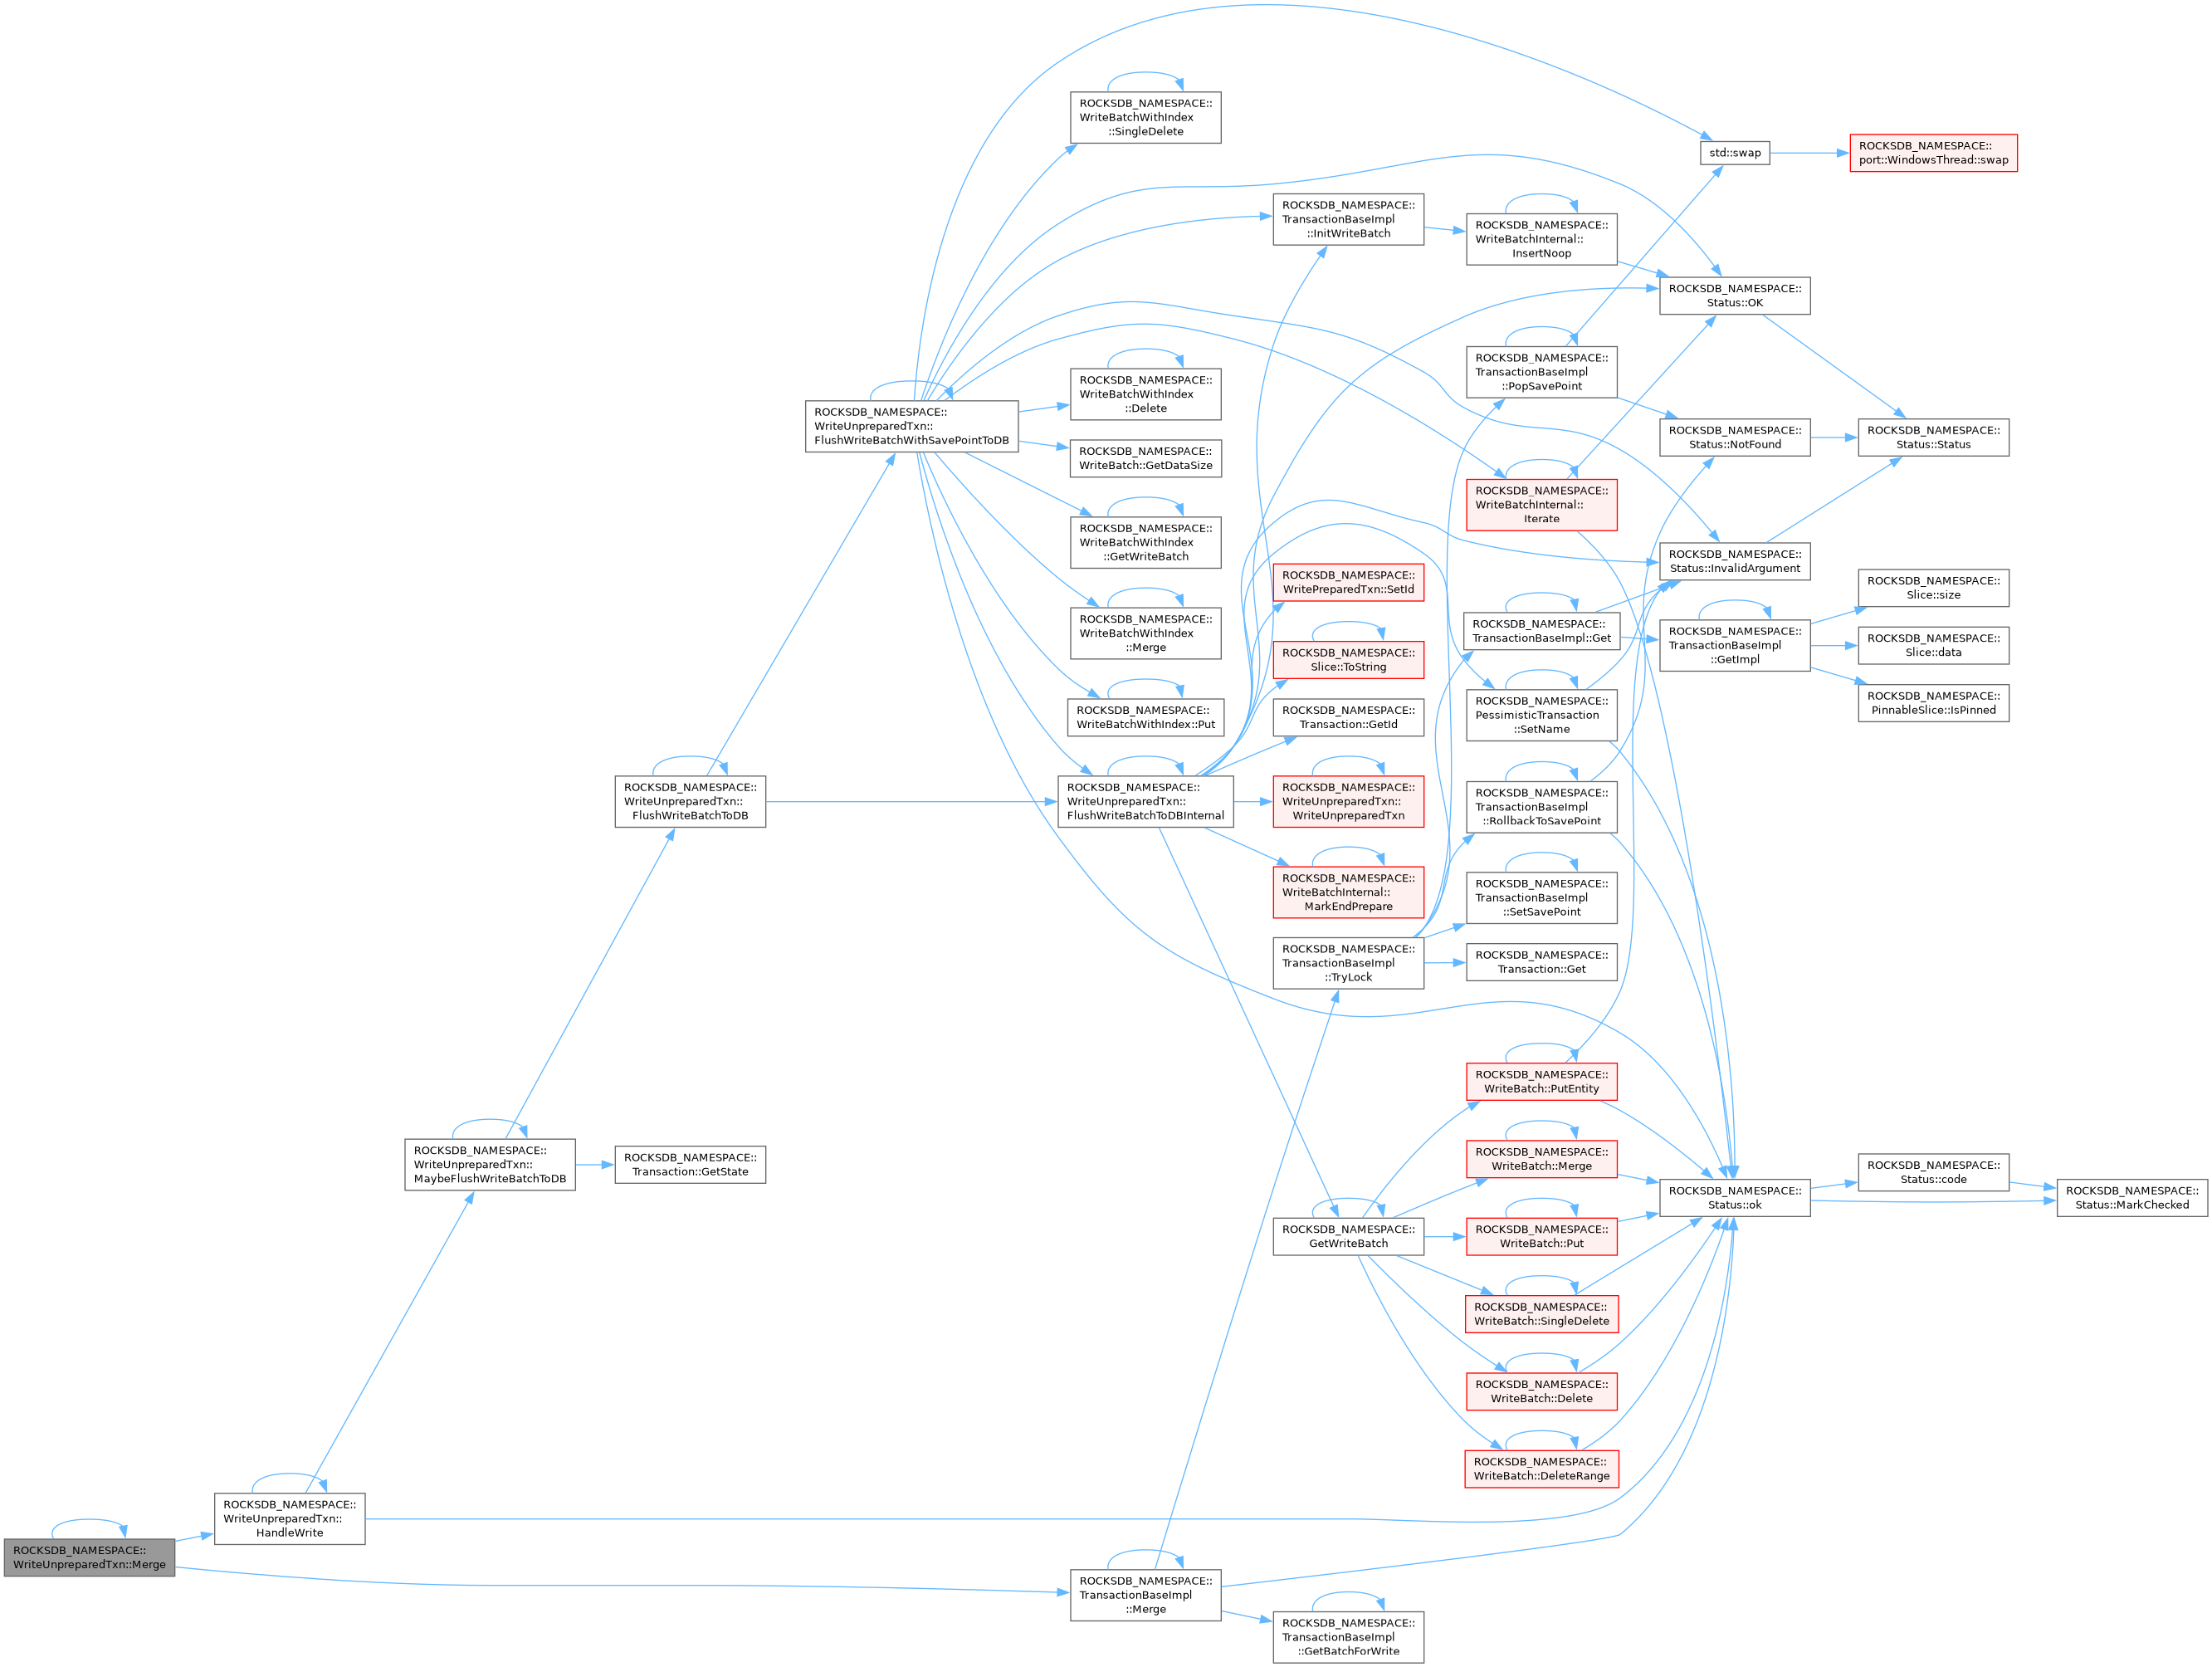 ROCKSDB_NAMESPACE::
WriteUnpreparedTxn::Merge
ROCKSDB_NAMESPACE::
WriteUnpreparedTxn::
HandleWrite
ROCKSDB_NAMESPACE::
WriteUnpreparedTxn::
MaybeFlushWriteBatchToDB
ROCKSDB_NAMESPACE::
WriteUnpreparedTxn::
FlushWriteBatchToDB
ROCKSDB_NAMESPACE::
Transaction::GetState
ROCKSDB_NAMESPACE::
WriteUnpreparedTxn::
FlushWriteBatchWithSavePointToDB
ROCKSDB_NAMESPACE::
WriteBatchWithIndex
::SingleDelete
ROCKSDB_NAMESPACE::
WriteBatchWithIndex
::Delete
ROCKSDB_NAMESPACE::
WriteBatch::GetDataSize
ROCKSDB_NAMESPACE::
WriteBatchWithIndex
::GetWriteBatch
ROCKSDB_NAMESPACE::
WriteBatchWithIndex
::Merge
ROCKSDB_NAMESPACE::
WriteBatchWithIndex::Put
ROCKSDB_NAMESPACE::
WriteUnpreparedTxn::
FlushWriteBatchToDBInternal
ROCKSDB_NAMESPACE::
TransactionBaseImpl
::Merge
ROCKSDB_NAMESPACE::
TransactionBaseImpl
::InitWriteBatch
ROCKSDB_NAMESPACE::
WritePreparedTxn::SetId
ROCKSDB_NAMESPACE::
Slice::ToString
ROCKSDB_NAMESPACE::
Transaction::GetId
ROCKSDB_NAMESPACE::
WriteUnpreparedTxn::
WriteUnpreparedTxn
ROCKSDB_NAMESPACE::
WriteBatchInternal::
MarkEndPrepare
ROCKSDB_NAMESPACE::
TransactionBaseImpl
::TryLock
ROCKSDB_NAMESPACE::
GetWriteBatch
ROCKSDB_NAMESPACE::
TransactionBaseImpl
::GetBatchForWrite
ROCKSDB_NAMESPACE::
WriteBatchInternal::
InsertNoop
ROCKSDB_NAMESPACE::
TransactionBaseImpl
::PopSavePoint
ROCKSDB_NAMESPACE::
WriteBatchInternal::
Iterate
ROCKSDB_NAMESPACE::
TransactionBaseImpl::Get
ROCKSDB_NAMESPACE::
PessimisticTransaction
::SetName
ROCKSDB_NAMESPACE::
TransactionBaseImpl
::RollbackToSavePoint
ROCKSDB_NAMESPACE::
TransactionBaseImpl
::SetSavePoint
ROCKSDB_NAMESPACE::
Transaction::Get
ROCKSDB_NAMESPACE::
WriteBatch::PutEntity
ROCKSDB_NAMESPACE::
WriteBatch::Merge
ROCKSDB_NAMESPACE::
WriteBatch::Put
ROCKSDB_NAMESPACE::
WriteBatch::SingleDelete
ROCKSDB_NAMESPACE::
WriteBatch::Delete
ROCKSDB_NAMESPACE::
WriteBatch::DeleteRange
std::swap
ROCKSDB_NAMESPACE::
Status::OK
ROCKSDB_NAMESPACE::
Status::NotFound
ROCKSDB_NAMESPACE::
Status::InvalidArgument
ROCKSDB_NAMESPACE::
TransactionBaseImpl
::GetImpl
ROCKSDB_NAMESPACE::
Status::ok
ROCKSDB_NAMESPACE::
port::WindowsThread::swap
ROCKSDB_NAMESPACE::
Status::Status
ROCKSDB_NAMESPACE::
Slice::size
ROCKSDB_NAMESPACE::
Slice::data
ROCKSDB_NAMESPACE::
PinnableSlice::IsPinned
ROCKSDB_NAMESPACE::
Status::code
ROCKSDB_NAMESPACE::
Status::MarkChecked